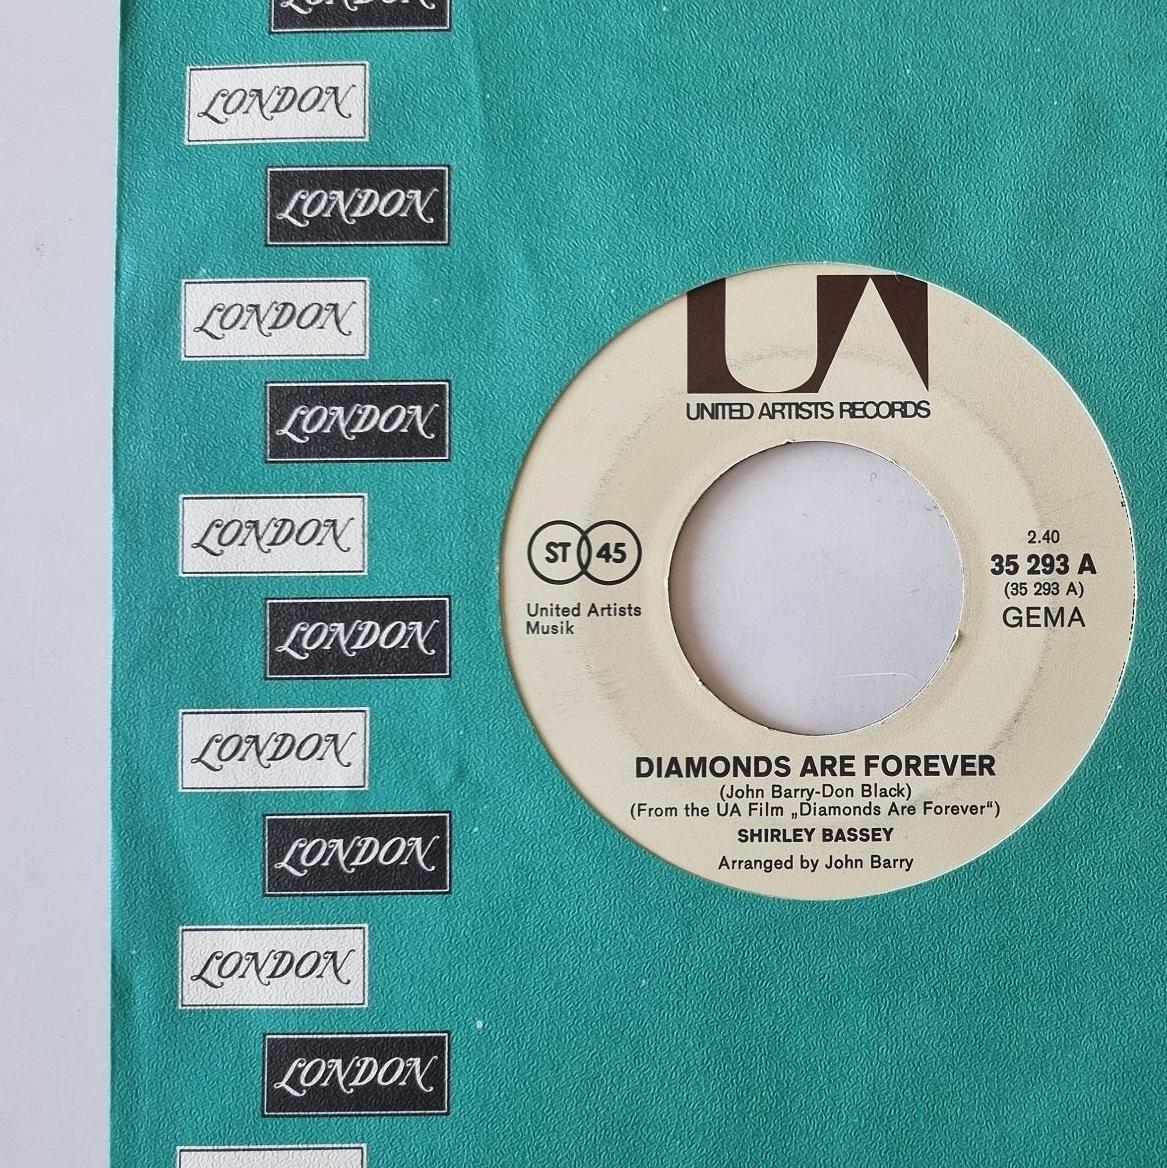 LONDON
LONDON
LONDON
LONDON
LONDON
LONDON
LONDON
LONDON
LONDON
LONDON
LONDON
UA
UNITED ARTISTS RECORDS
ST 45
United Artists
Musik
2.40
35 293 A
(35 293 A)
GEMA
DIAMONDS ARE FOREVER
(John Barry-Don Black)
(From the UA Film „Diamonds Are Forever“)
SHIRLEY BASSEY
Arranged by John Barry